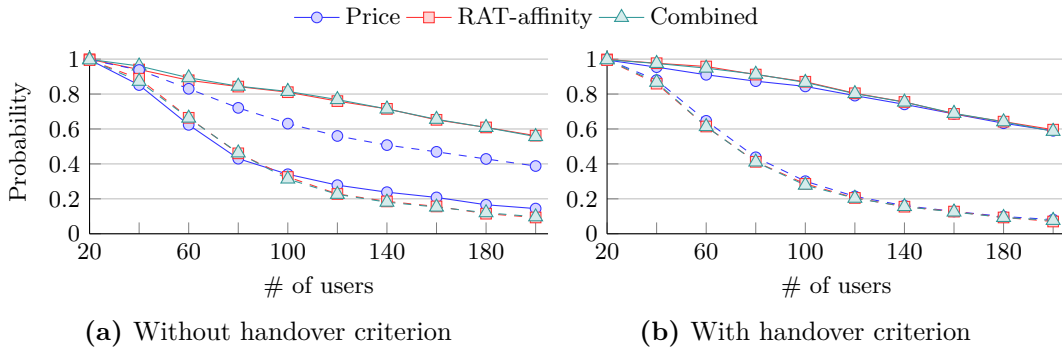 Price RAT-affinity Combined
Probability
1
0.8
0.6
0.4
0.2
0
20 60 100 140 180
# of users
(a) Without handover criterion
1
0.8
0.6
0.4
0.2
0
20 60 100 140 180
# of users
(b) With handover criterion